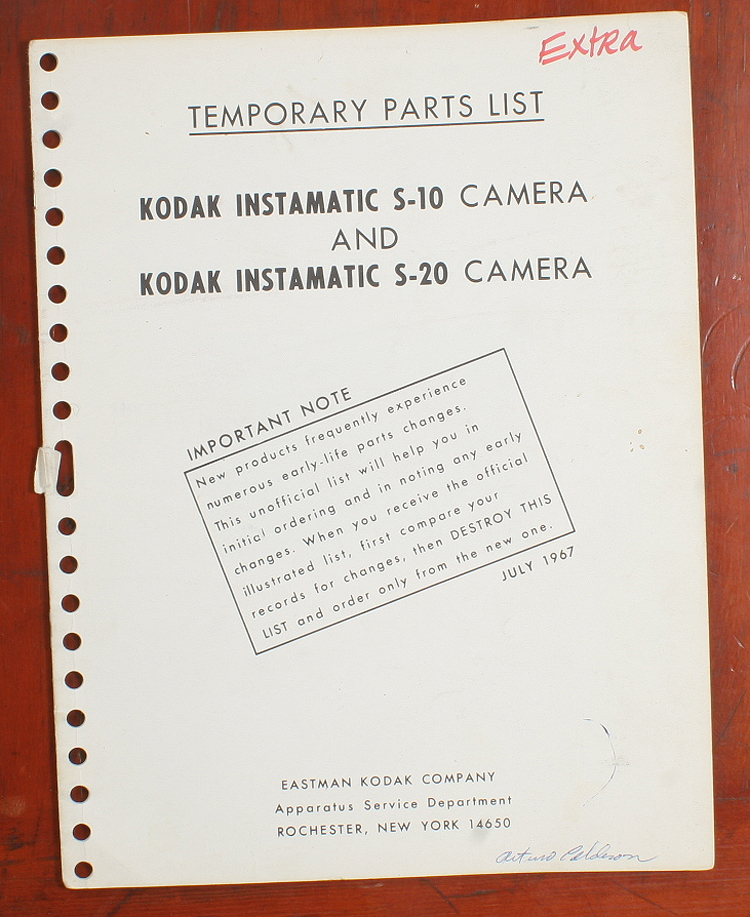 Extra
TEMPORARY PARTS LIST
KODAK INSTAMATIC S-10 CAMERA
AND
KODAK INSTAMATIC S-20 CAMERA
IMPORTANT NOTE
New products frequently experience
numerous early-life parts changes.
This unofficial list will help you in
initial ordering and in noting any early
changes. When you receive the official
illustrated list, first compare your
records for changes, then DESTROY THIS
LIST and order only from the new one.
JULY 1967
EASTMAN KODAK COMPANY
Apparatus Service Department
ROCHESTER, NEW YORK 14650
Arturo